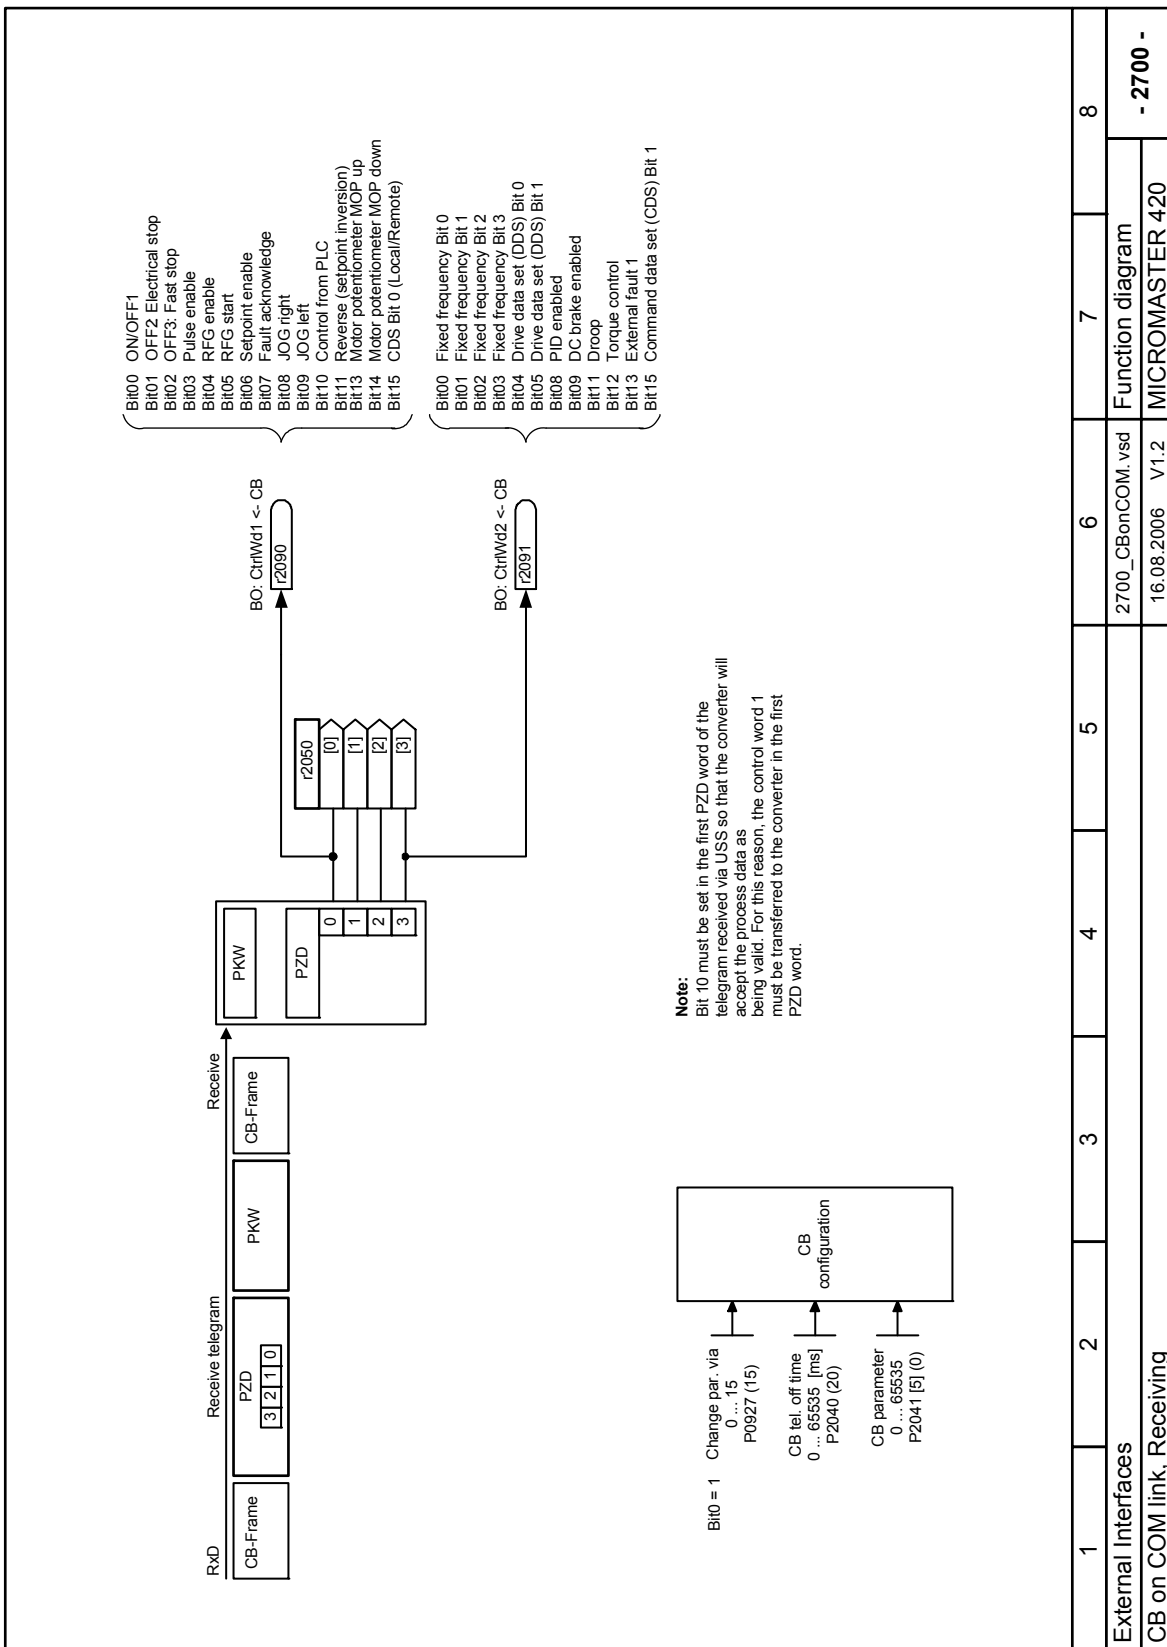 RxD
Receive telegram
Receive
CB-Frame
PZD
3 2 1 0
PKW
CB-Frame
PKW
PZD
0
1
2
3
r2050
[0]
[1]
[2]
[3]
BO: CtrlWd1 <- CB
r2090
BO: CtrlWd2 <- CB
r2091
Bit00 ON/OFF1
Bit01 OFF2: Electrical stop
Bit02 OFF3: Fast stop
Bit03 Pulse enable
Bit04 RFG enable
Bit05 RFG start
Bit06 Setpoint enable
Bit07 Fault acknowledge
Bit08 JOG right
Bit09 JOG left
Bit10 Control from PLC
Bit11 Reverse (setpoint inversion)
Bit13 Motor potentiometer MOP up
Bit14 Motor potentiometer MOP down
Bit15 CDS Bit 0 (Local/Remote)
Bit00 Fixed frequency Bit 0
Bit01 Fixed frequency Bit 1
Bit02 Fixed frequency Bit 2
Bit03 Fixed frequency Bit 3
Bit04 Drive data set (DDS) Bit 0
Bit05 Drive data set (DDS) Bit 1
Bit08 PID enabled
Bit09 DC brake enabled
Bit11 Droop
Bit12 Torque control
Bit13 External fault 1
Bit15 Command data set (CDS) Bit 1
Bit0 = 1 Change par. via
0 ... 15
P0927 (15)
CB tel. off time
0 ... 65535 [ms]
P2040 (20)
CB parameter
0 ... 65535
P2041 [5] (0)
CB
configuration
Note:
Bit 10 must be set in the first PZD word of the
telegram received via USS so that the converter will
accept the process data as
being valid. For this reason, the control word 1
must be transferred to the converter in the first
PZD word.
1 2 3 4 5 6 7 8
External Interfaces 2700_CBonCOM.vsd Function diagram
CB on COM link, Receiving 16.08.2006 V1.2 MICROMASTER 420
- 2700 -